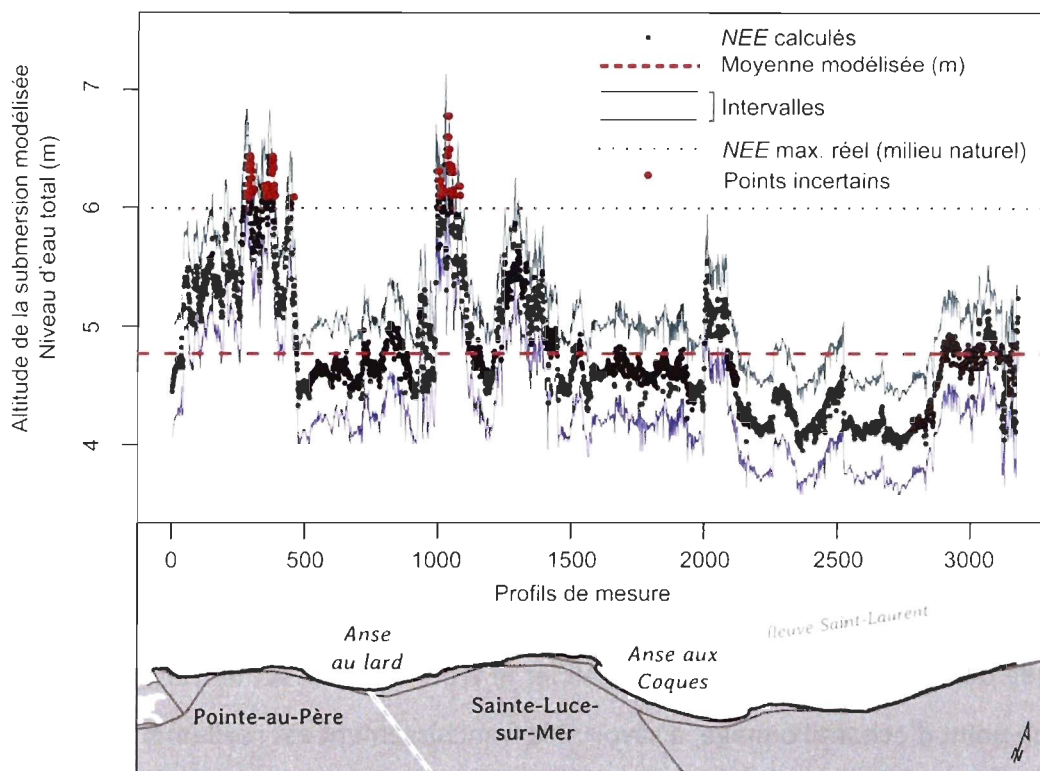 NEE calculés
Moyenne modélisée (m)
Intervalles
NEE max. réel (milieu naturel)
Points incertains
Altitude de la submersion modélisée
Niveau d'eau total (m)
7
6
5
4
0
500
1000
1500
2000
2500
3000
Profils de mesure
fleuve Saint-Laurent
Anse
au lard
Anse aux
Coques
Pointe-au-Père
Sainte-Luce-
sur-Mer
N